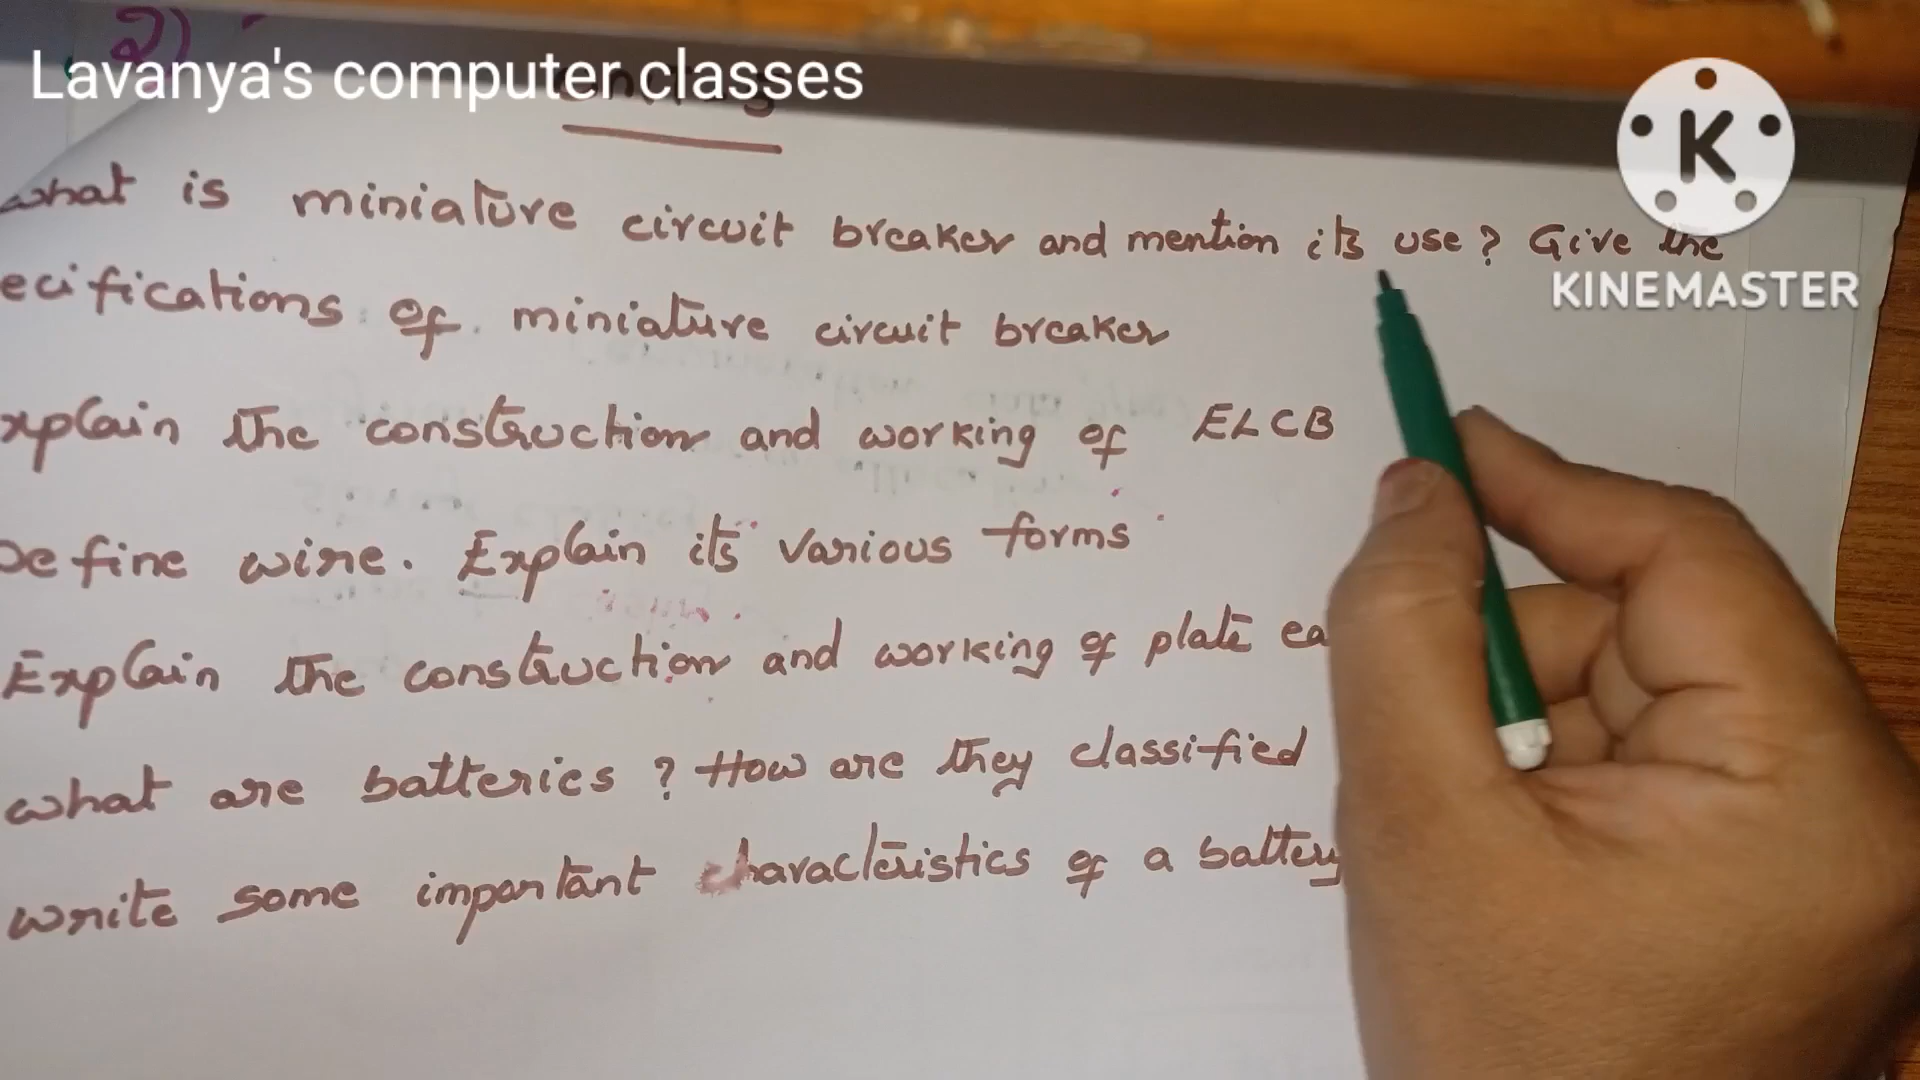 Lavanya's computer classes
what is miniature circuit breaker and mention its use? Give the
ecifications of miniature circuit breaker
xplain the construction and working of ELCB
Define wire. Explain its various forms
Explain the construction and working of plate ea
what are batteries? How are they classified
write some important characteristics of a battery
K
KINEMASTER